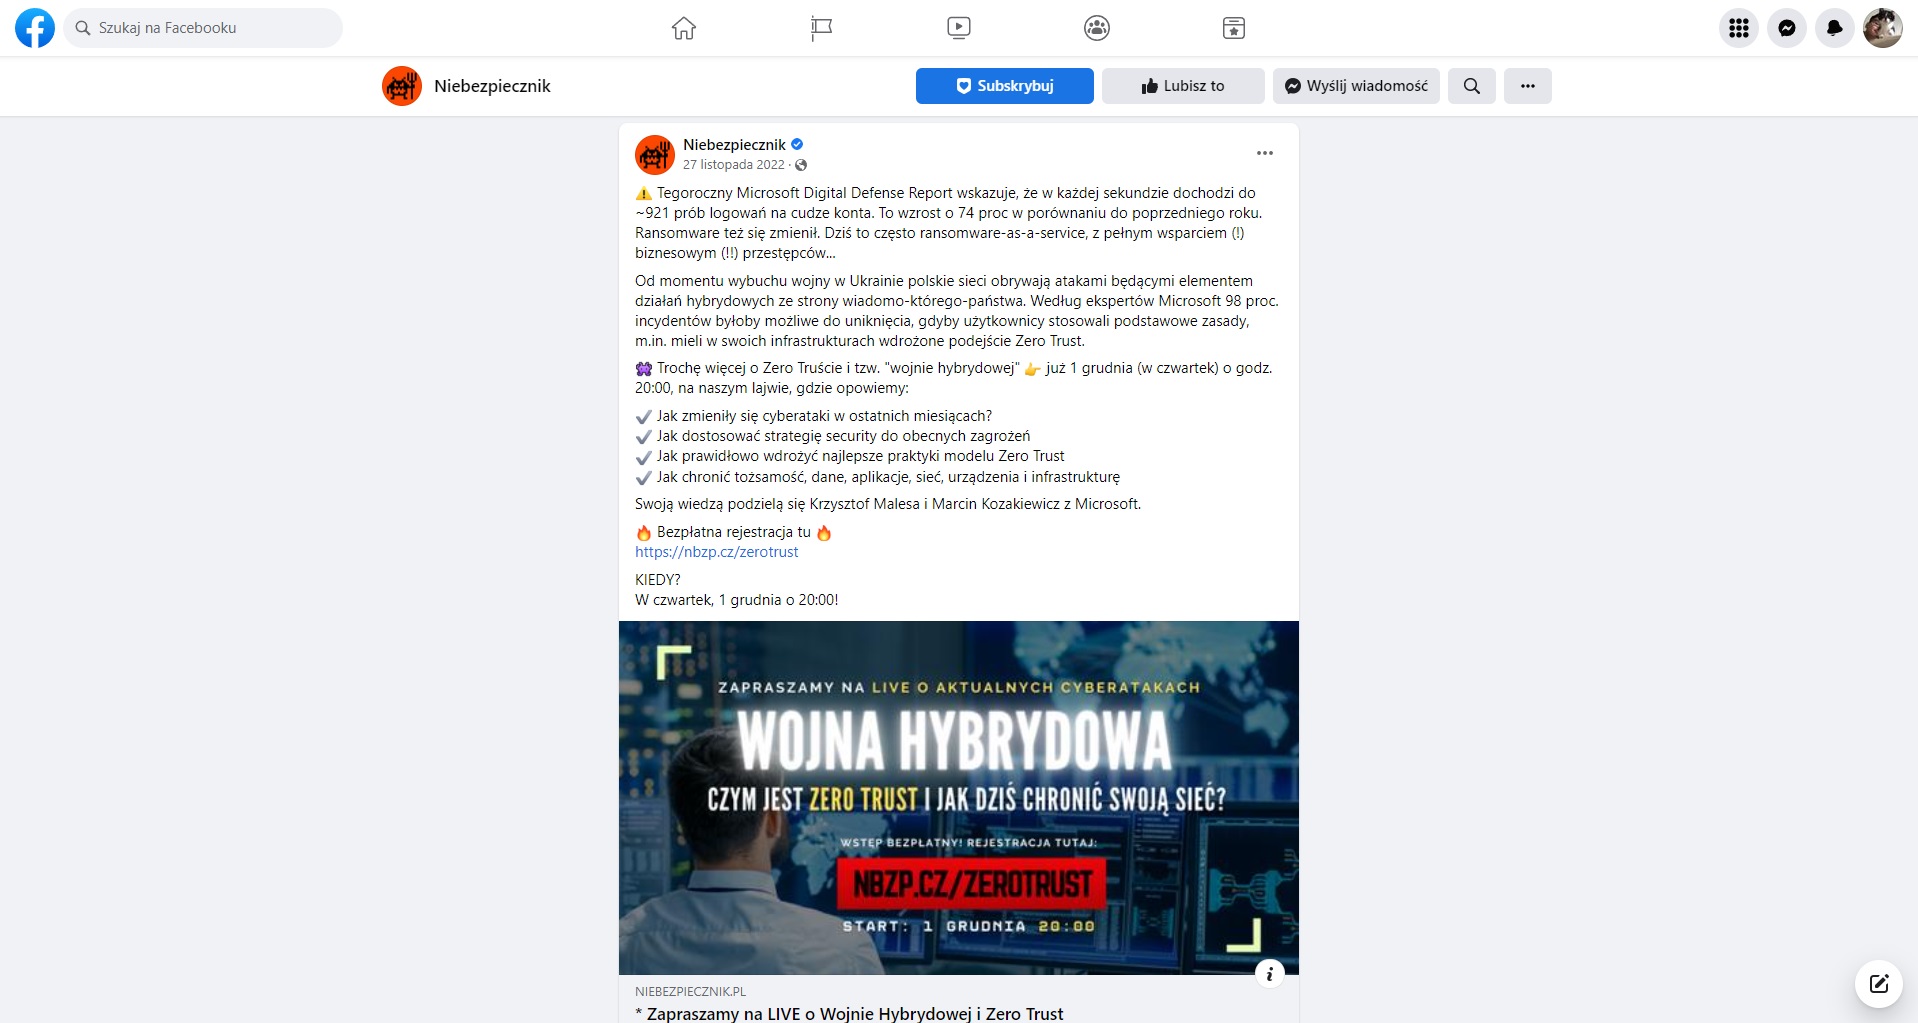 Szukaj na Facebooku
Niebezpiecznik
Subskrybuj
Lubisz to
Wyślij wiadomość
Niebezpiecznik
27 listopada 2022 ·
⚠️ Tegoroczny Microsoft Digital Defense Report wskazuje, że w każdej sekundzie dochodzi do
~921 prób logowań na cudze konta. To wzrost o 74 proc w porównaniu do poprzedniego roku.
Ransomware też się zmienił. Dziś to często ransomware-as-a-service, z pełnym wsparciem (!)
biznesowym (!!) przestępców...
Od momentu wybuchu wojny w Ukrainie polskie sieci obrywają atakami będącymi elementem
działań hybrydowych ze strony wiadomo-którego-państwa. Według ekspertów Microsoft 98 proc.
incydentów byłoby możliwe do uniknięcia, gdyby użytkownicy stosowali podstawowe zasady,
m.in. mieli w swoich infrastrukturach wdrożone podejście Zero Trust.
👾 Trochę więcej o Zero Truście i tzw. "wojnie hybrydowej" 👉 już 1 grudnia (w czwartek) o godz.
20:00, na naszym lajwie, gdzie opowiemy:
✔️ Jak zmieniły się cyberataki w ostatnich miesiącach?
✔️ Jak dostosować strategię security do obecnych zagrożeń
✔️ Jak prawidłowo wdrożyć najlepsze praktyki modelu Zero Trust
✔️ Jak chronić tożsamość, dane, aplikacje, sieć, urządzenia i infrastrukturę
Swoją wiedzą podzielą się Krzysztof Malesa i Marcin Kozakiewicz z Microsoft.
🔥 Bezpłatna rejestracja tu 🔥
https://nbzp.cz/zerotrust
KIEDY?
W czwartek, 1 grudnia o 20:00!
ZAPRASZAMY NA LIVE O AKTUALNYCH CYBERATAKACH
WOJNA HYBRYDOWA
CZYM JEST ZERO TRUST I JAK DZIŚ CHRONIĆ SWOJĄ SIEĆ?
WSTĘP BEZPŁATNY! REJESTRACJA TUTAJ:
NBZP.CZ/ZEROTRUST
START: 1 GRUDNIA 20:00
NIEBEZPIECZNIK.PL
* Zapraszamy na LIVE o Wojnie Hybrydowej i Zero Trust